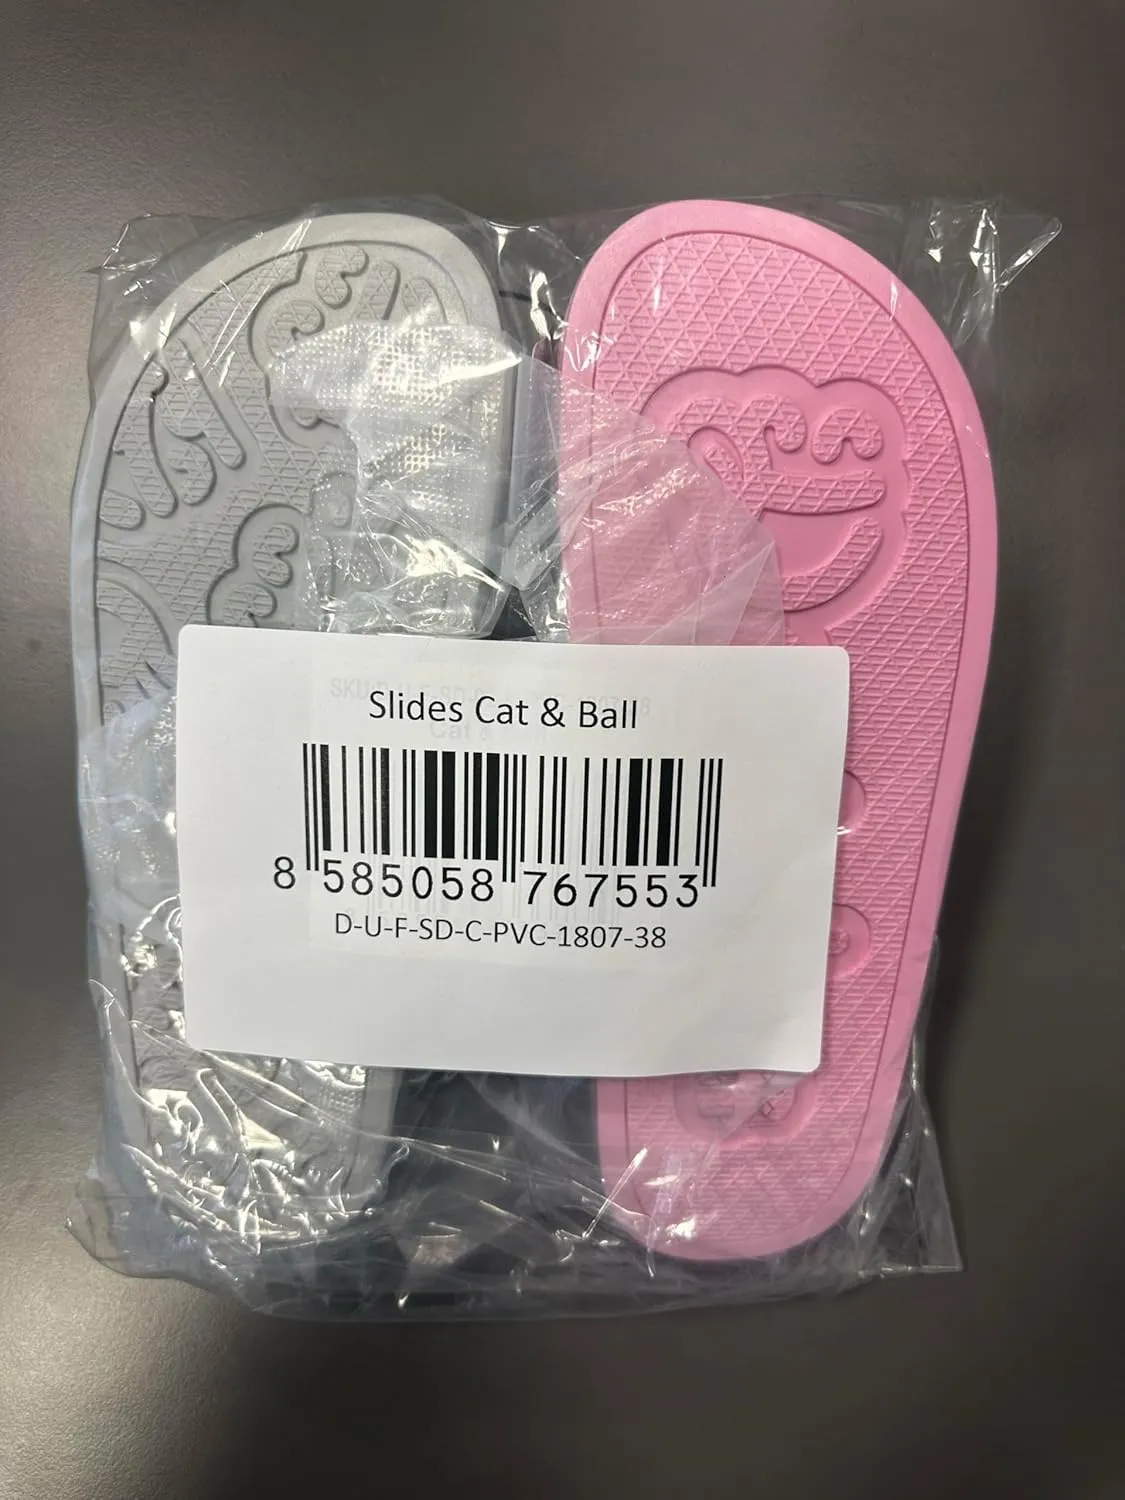 Slides Cat & Ball
8 585058 767553
D-U-F-SD-C-PVC-1807-38